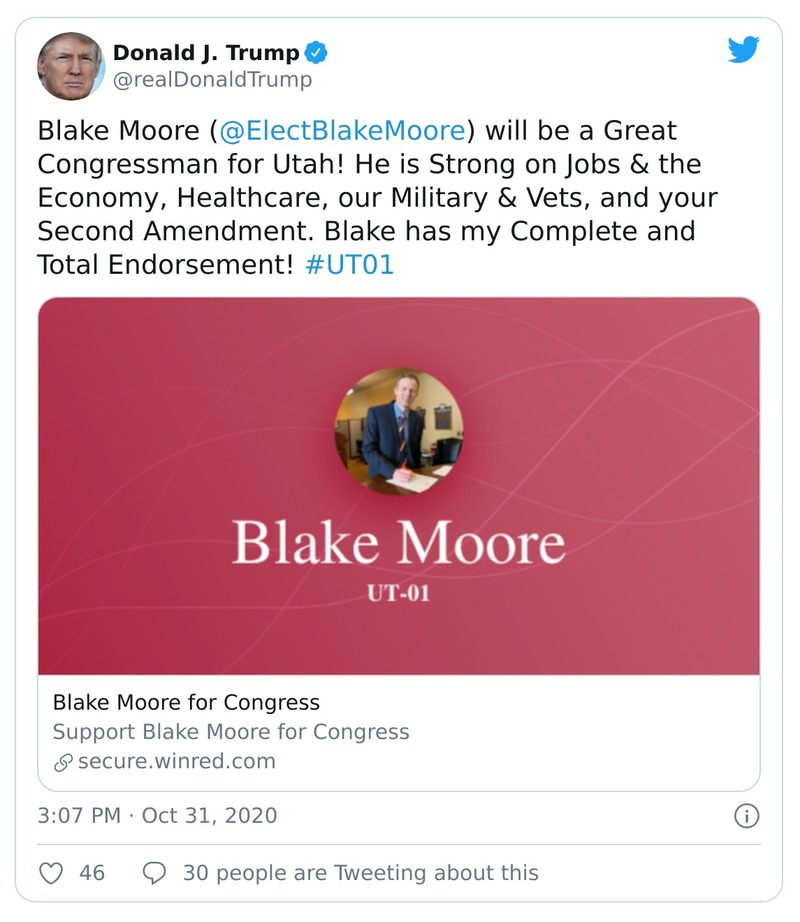 Donald J. Trump
@realDonaldTrump
Blake Moore (@ElectBlakeMoore) will be a Great
Congressman for Utah! He is Strong on Jobs & the
Economy, Healthcare, our Military & Vets, and your
Second Amendment. Blake has my Complete and
Total Endorsement! #UT01
Blake Moore
UT-01
Blake Moore for Congress
Support Blake Moore for Congress
secure.winred.com
3:07 PM · Oct 31, 2020
46 30 people are Tweeting about this